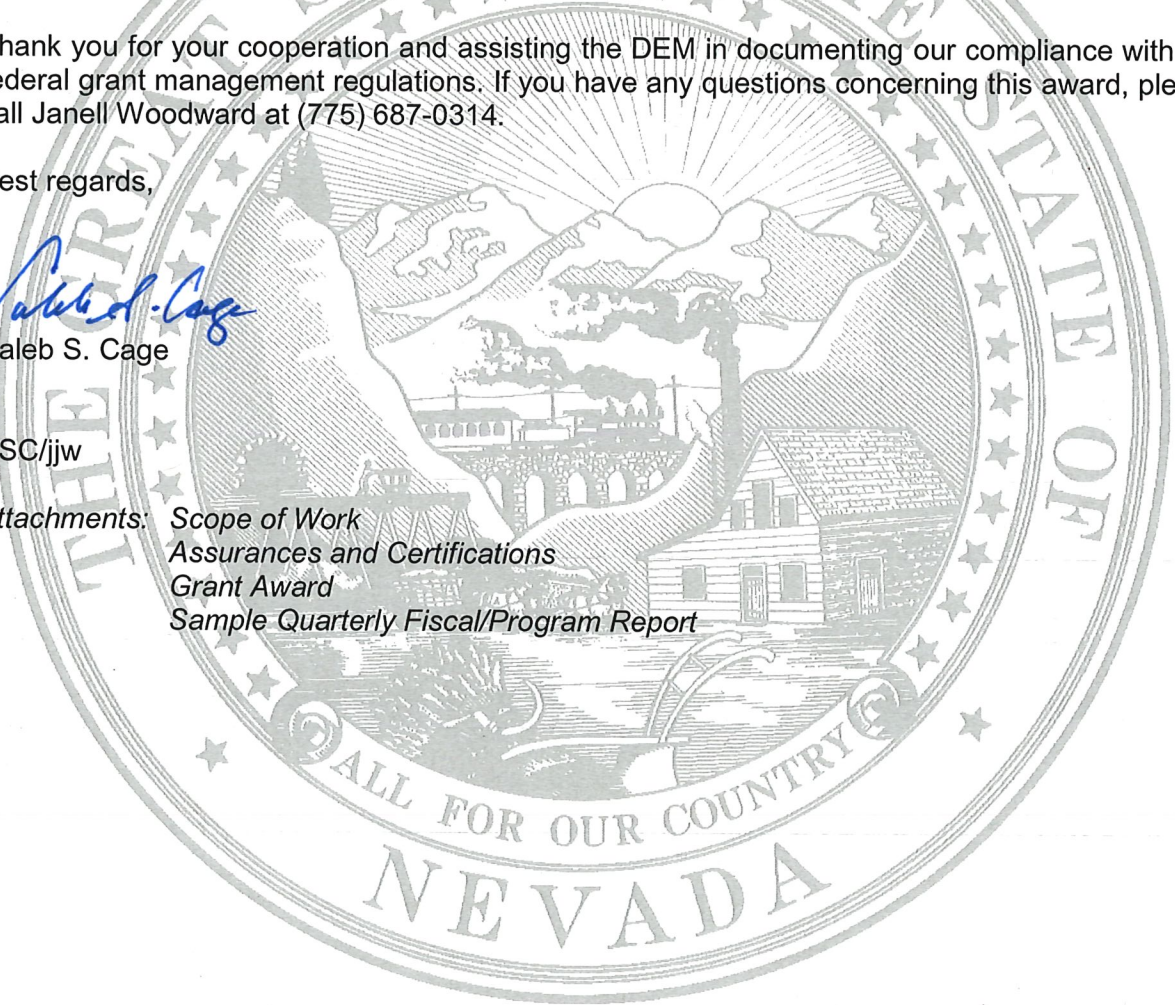 hank you for your cooperation and assisting the DEM in documenting our compliance with
ederal grant management regulations. If you have any questions concerning this award, ple
all Janell Woodward at (775) 687-0314.
est regards,
aleb S. Cage
aleb S. Cage
SC/jjw
ttachments: Scope of Work
Assurances and Certifications
Grant Award
Sample Quarterly Fiscal/Program Report
THE GREAT S
HE STATE OF
ALL FOR OUR COUNTRY
NEVADA